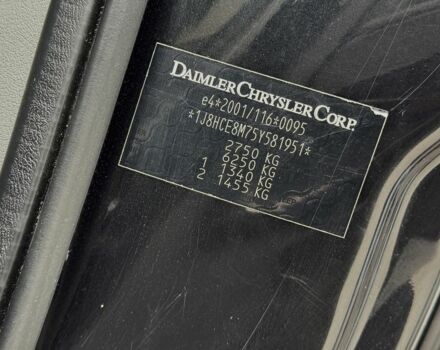 DAIMLERCHRYSLER CORP.
e4*2001/116*0095
*1J8HCE8M75Y581951*
2750 KG
6250 KG
1 1340 KG
2 1455 KG